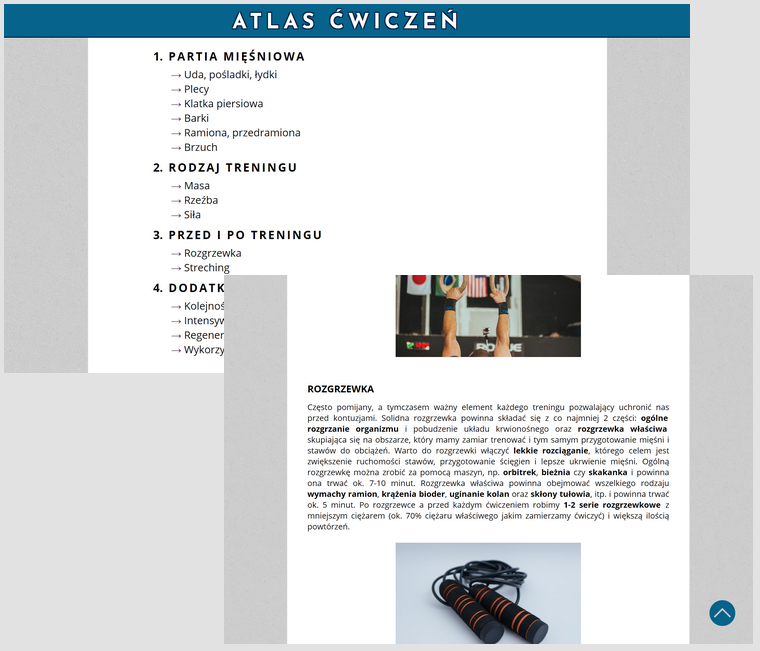 ATLAS ĆWICZEŃ
1. PARTIA MIĘŚNIOWA
→ Uda, pośladki, łydki
→ Plecy
→ Klatka piersiowa
→ Barki
→ Ramiona, przedramiona
→ Brzuch
2. RODZAJ TRENINGU
→ Masa
→ Rzeźba
→ Siła
3. PRZED I PO TRENINGU
→ Rozgrzewka
→ Streching
4. DODATK
→ Kolejnoś
→ Intensyw
→ Regener
→ Wykorzy
ROGUE
ROZGRZEWKA
Często pomijany, a tymczasem ważny element każdego treningu pozwalający uchronić nas
przed kontuzjami. Solidna rozgrzewka powinna składać się z co najmniej 2 części: ogólne
rozgrzanie organizmu i pobudzenie układu krwionośnego oraz rozgrzewka właściwa
skupiająca się na obszarze, który mamy zamiar trenować i tym samym przygotowanie mięśni i
stawów do obciążeń. Warto do rozgrzewki włączyć lekkie rozciąganie, którego celem jest
zwiększenie ruchomości stawów, przygotowanie ścięgien i lepsze ukrwienie mięśni. Ogólną
rozgrzewkę można zrobić za pomocą maszyn, np. orbitrek, bieżnia czy skakanka i powinna
ona trwać ok. 7-10 minut. Rozgrzewka właściwa powinna obejmować wszelkiego rodzaju
wymachy ramion, krążenia bioder, uginanie kolan oraz skłony tułowia, itp. i powinna trwać
ok. 5 minut. Po rozgrzewce a przed każdym ćwiczeniem robimy 1-2 serie rozgrzewkowe z
mniejszym ciężarem (ok. 70% ciężaru właściwego jakim zamierzamy ćwiczyć) i większą ilością
powtórzeń.